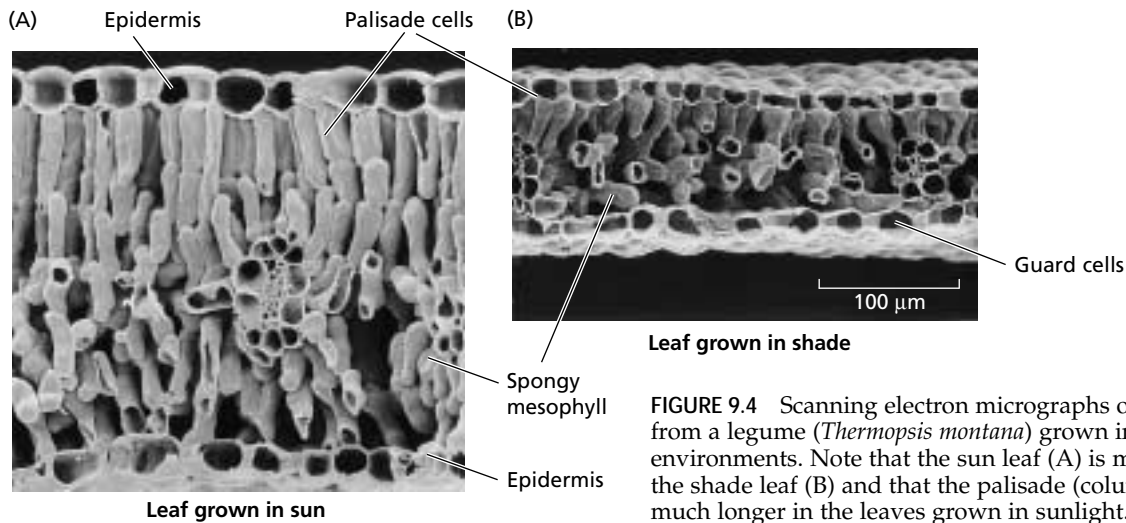 (A)
Epidermis
Palisade cells
(B)
Guard cells
100 μm
Leaf grown in shade
Spongy
mesophyll
Epidermis
Leaf grown in sun
FIGURE 9.4 Scanning electron micrographs
from a legume (Thermopsis montana) grown in
environments. Note that the sun leaf (A) is
the shade leaf (B) and that the palisade
much longer in the leaves grown in sunlight.